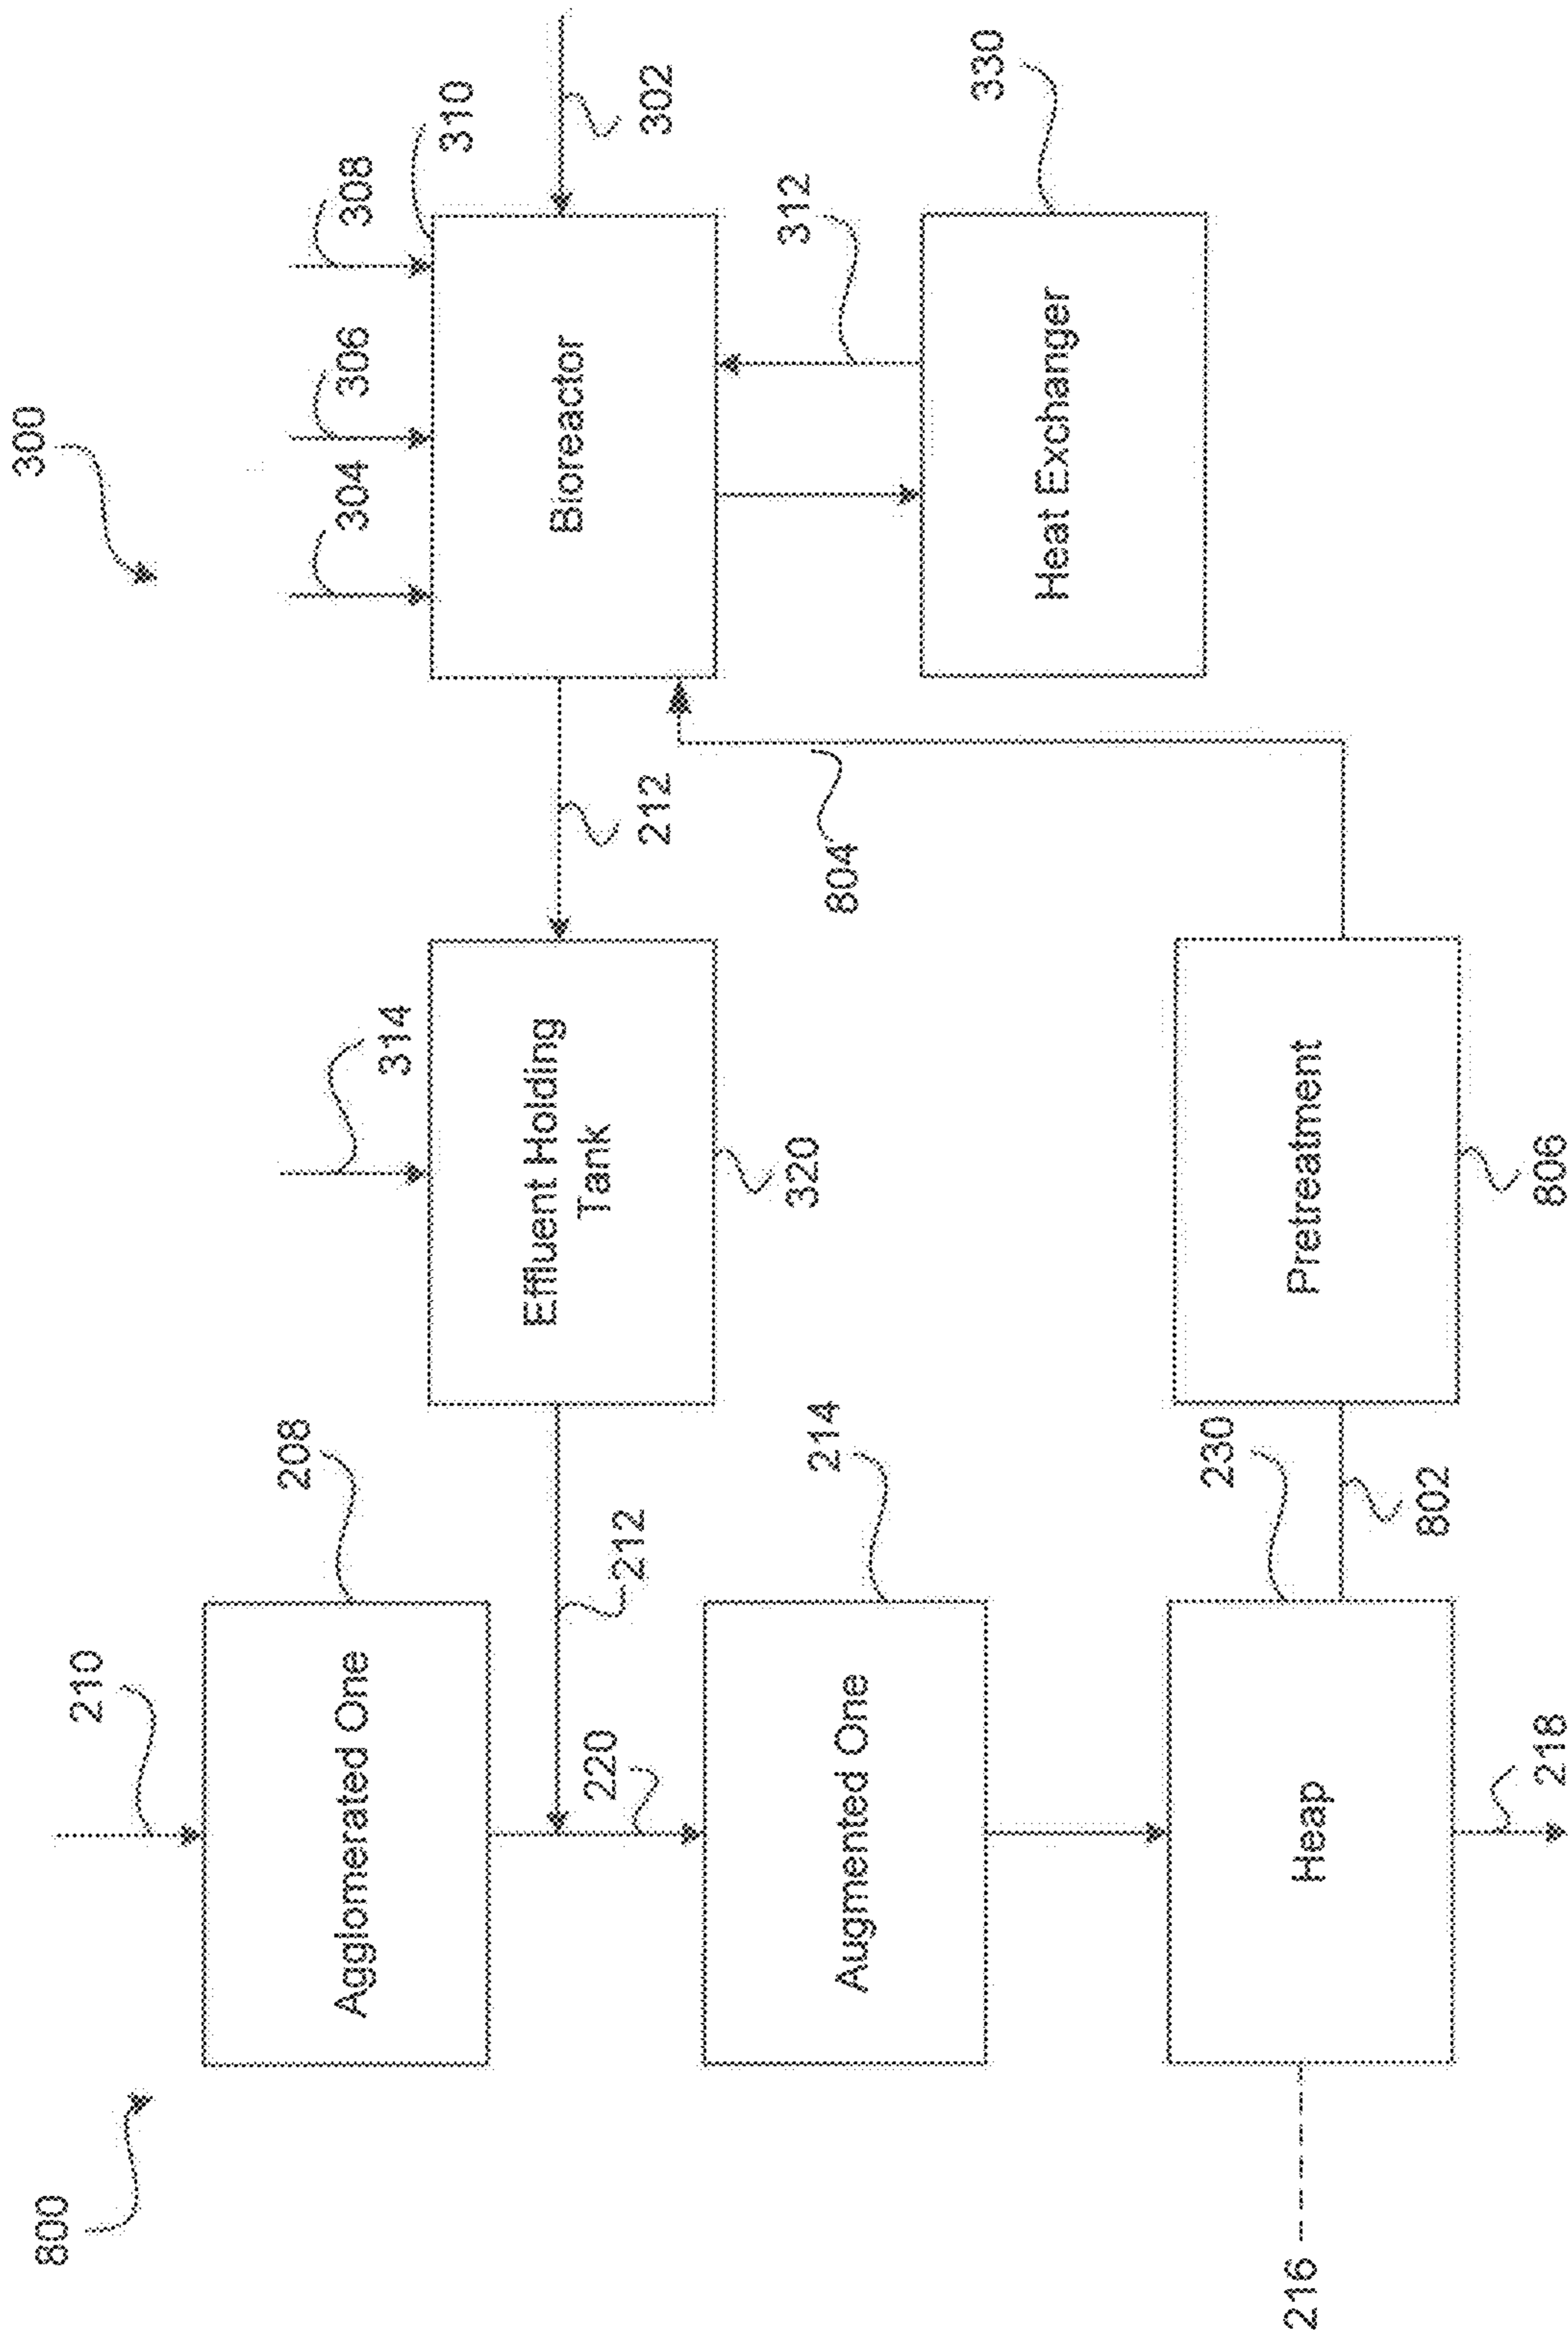 800
300
210
208
Agglomerated One
314
304
306
308
310
Effluent Holding
Tank
Bioreactor
302
212
212
220
320
312
330
214
Augmented One
804
Heat Exchanger
230
Heap
802
Pretreatment
216
218
806